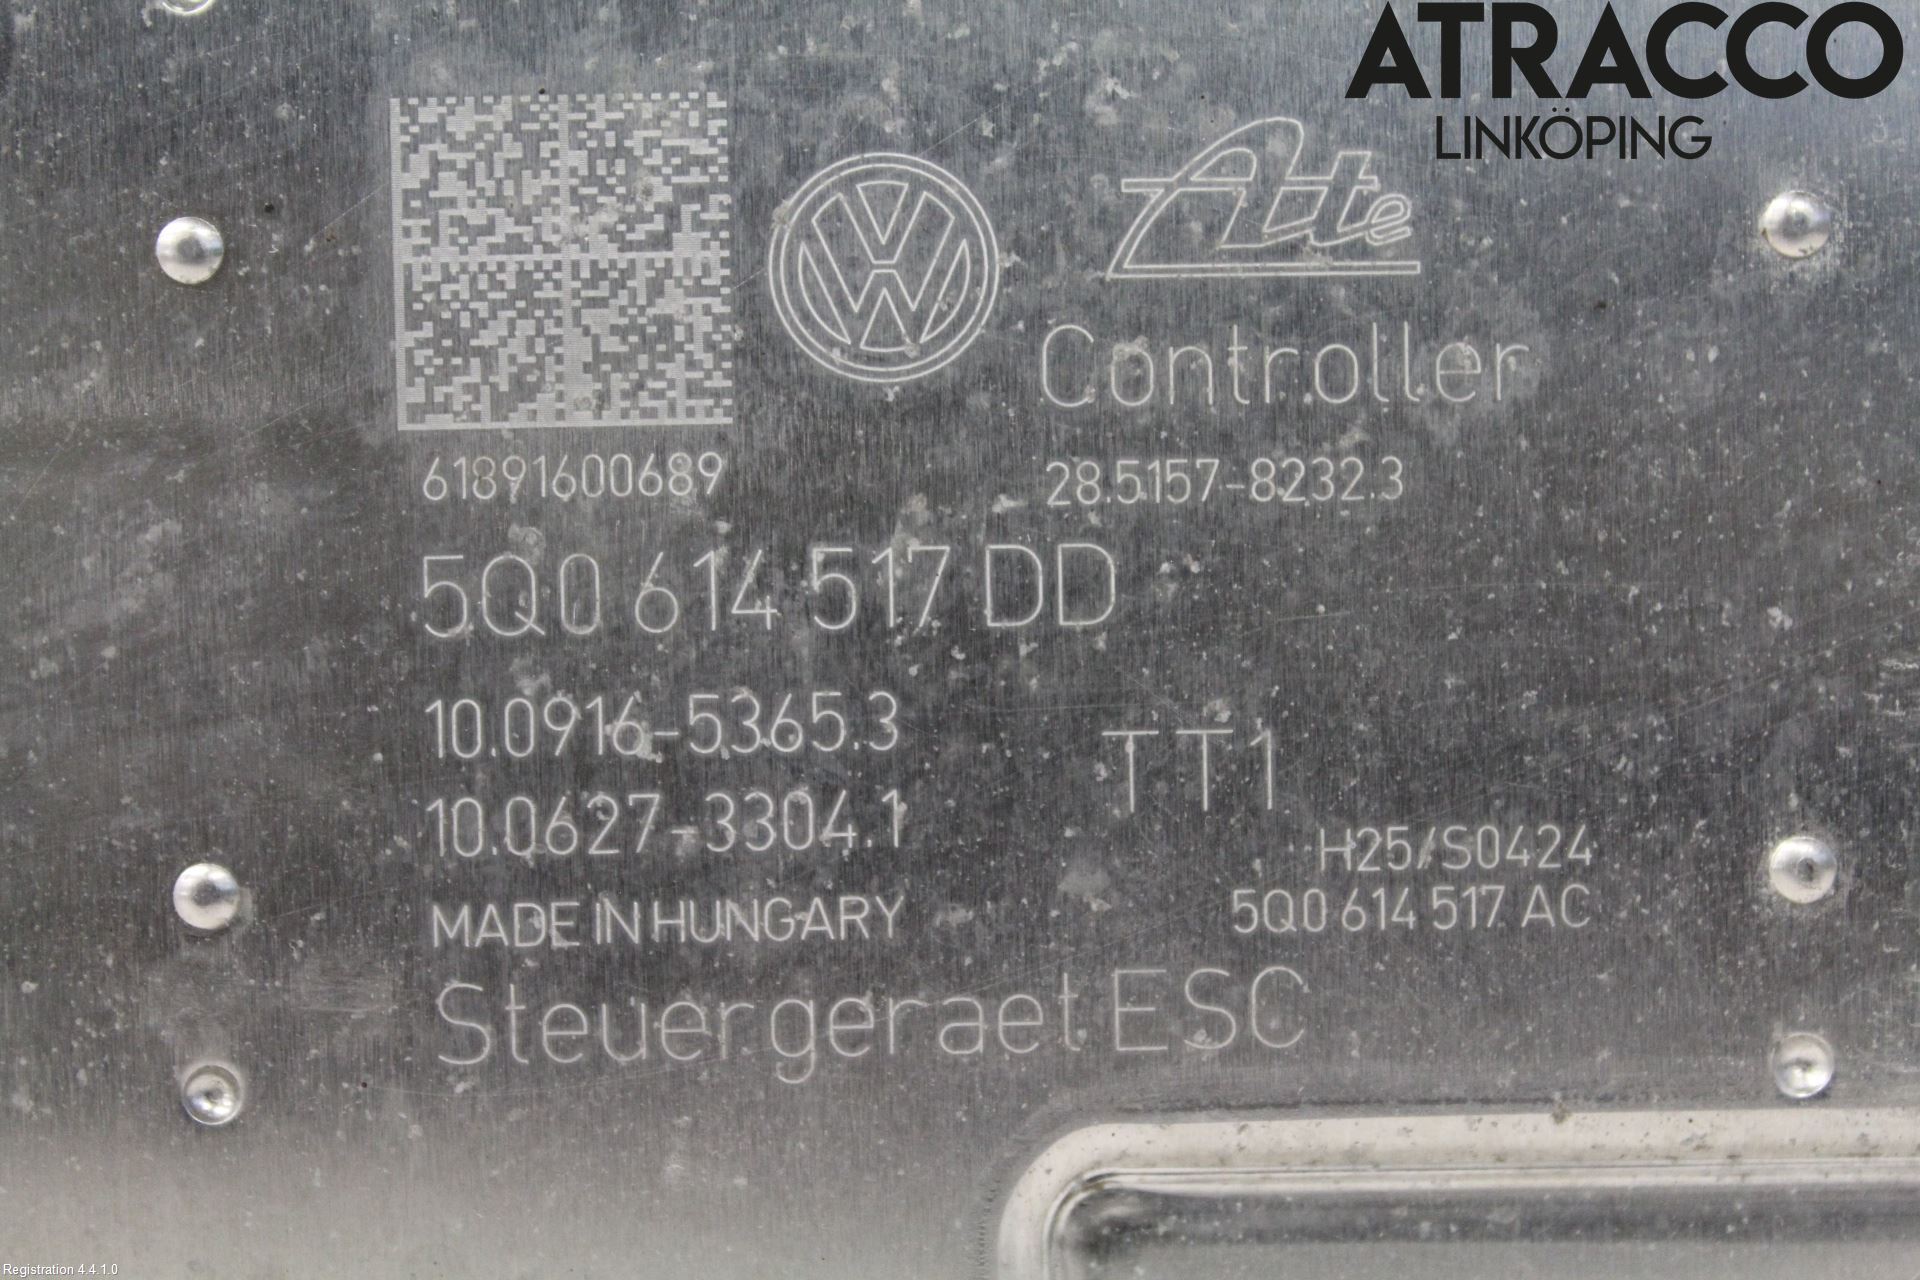 ATRACCO
LINKÖPING
Ate
Controller
61891600689
28.5157-8232.3
5Q0 614 517 DD
10.0916-5365.3
TT1
10.0627-3304.1
H25/S0424
MADE IN HUNGARY
5Q0 614 517 AC
Steuergeraet ESC
Registration 4.4.1.0